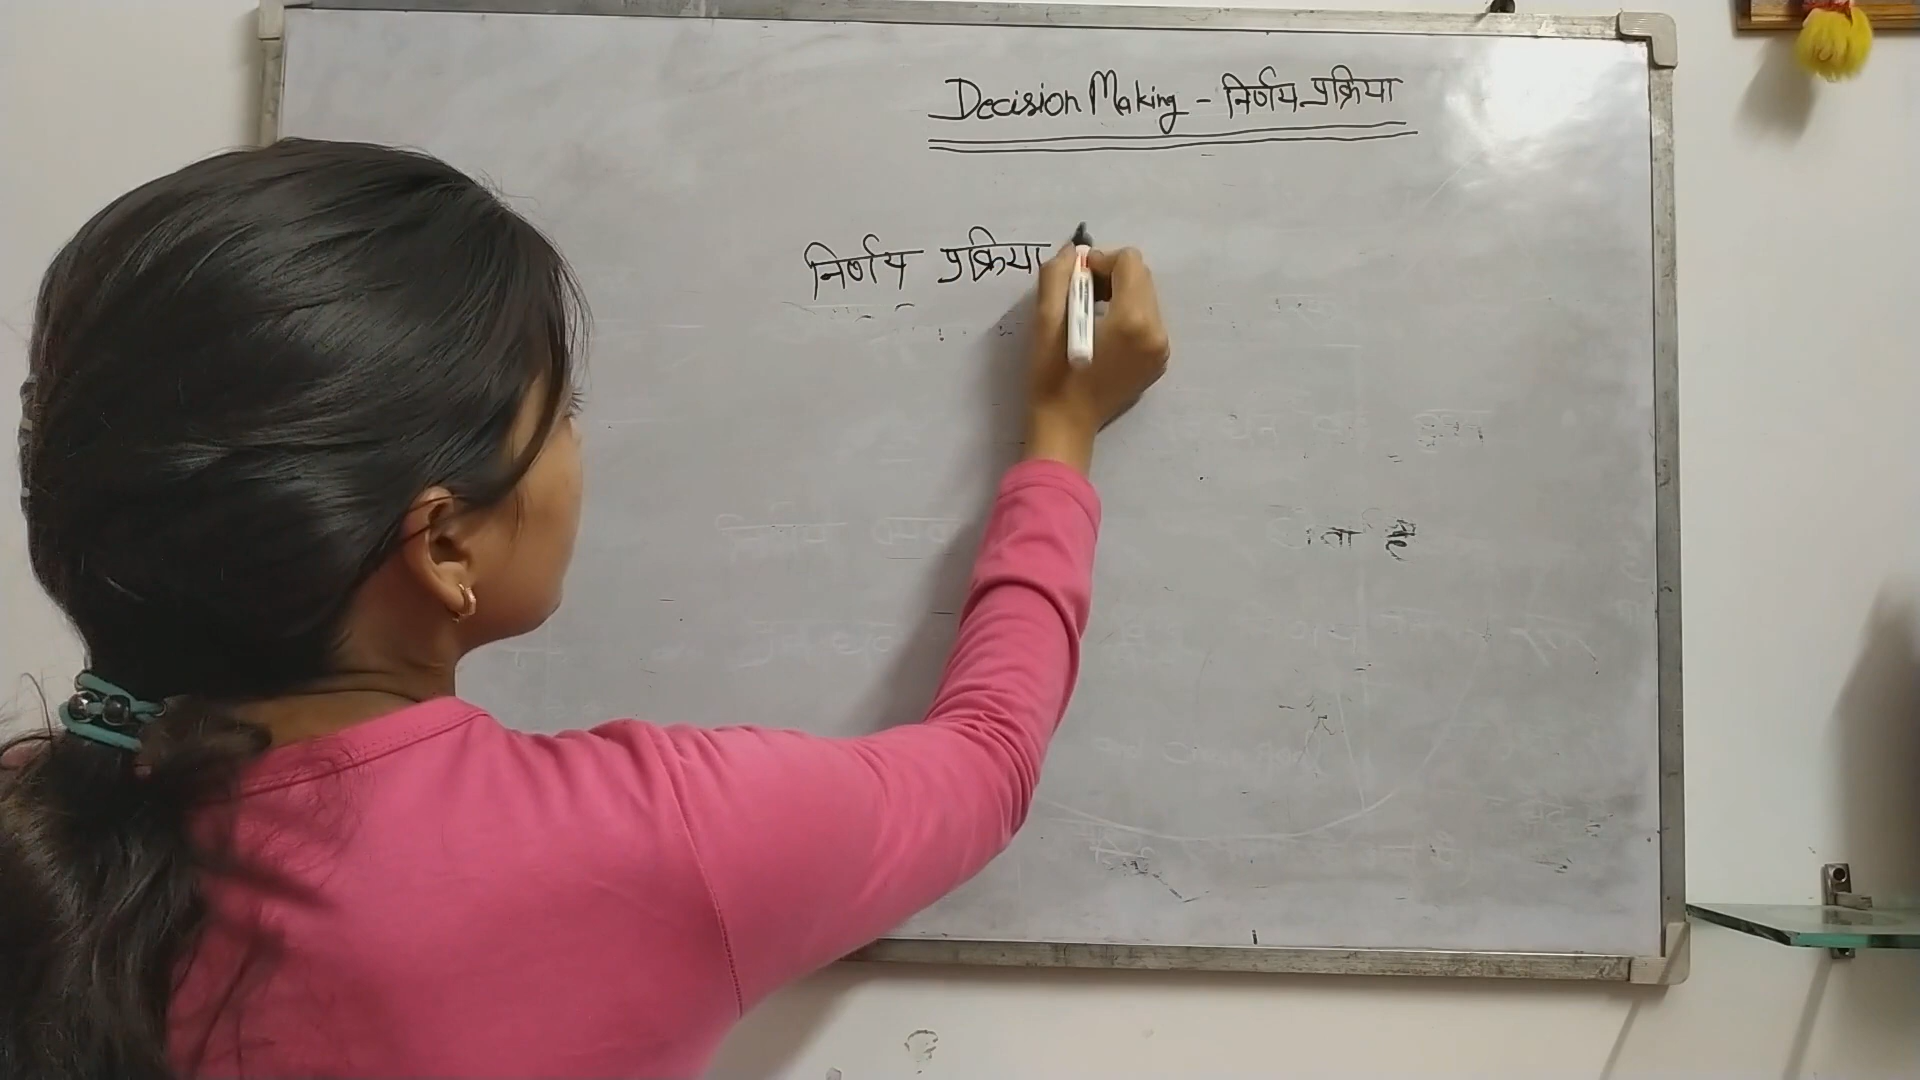 Decision Making - निर्णय प्रक्रिया
निर्णय प्रक्रिया
ता है